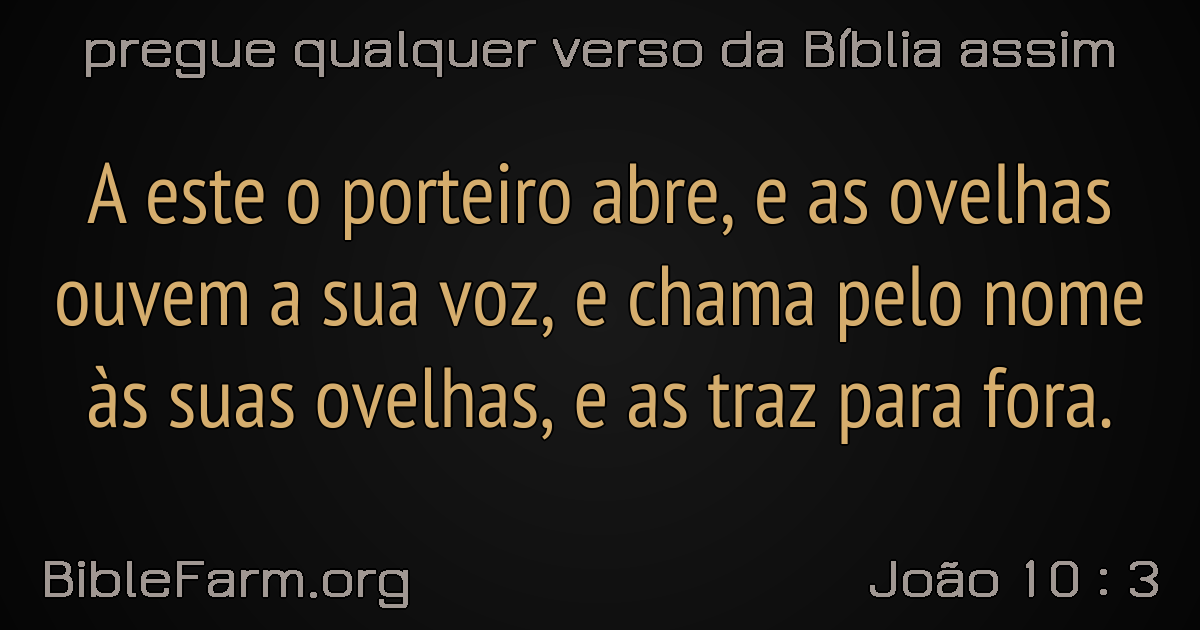 pregue qualquer verso da Bíblia assim
A este o porteiro abre, e as ovelhas
ouvem a sua voz, e chama pelo nome
às suas ovelhas, e as traz para fora.
BibleFarm.org
João 10 : 3